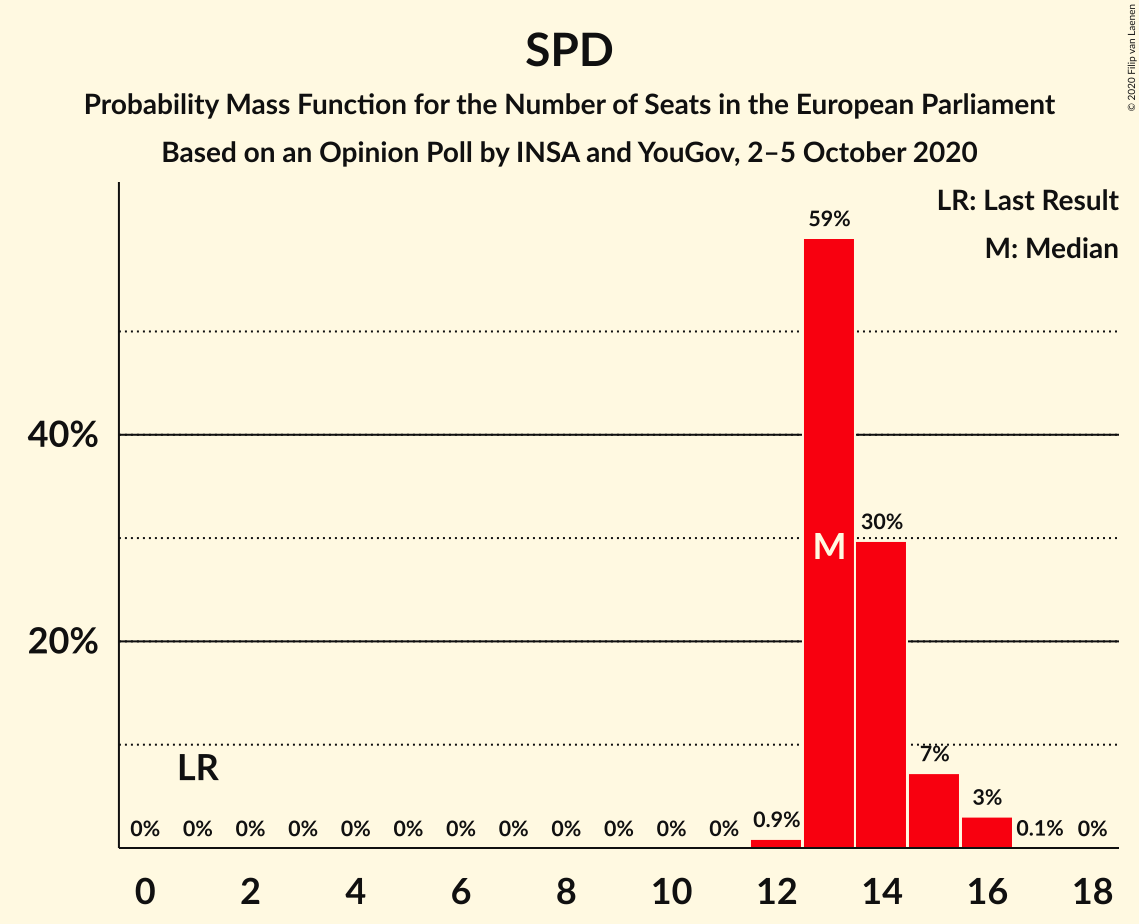 SPD
Probability Mass Function for the Number of Seats in the European Parliament
Based on an Opinion Poll by INSA and YouGov, 2–5 October 2020
© 2020 Filip van Laenen
LR: Last Result
M: Median
59%
40%
30%
M
20%
LR
7%
3%
0% 0% 0% 0% 0% 0% 0% 0% 0% 0% 0% 0% 0.9% 0.1% 0%
0 2 4 6 8 10 12 14 16 18